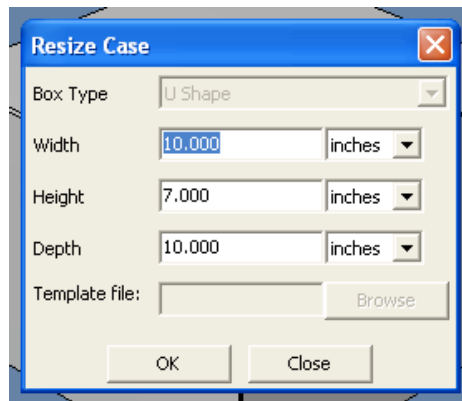 Resize Case
Box Type U Shape
Width 10.000 inches
Height 7.000 inches
Depth 10.000 inches
Template file: Browse
OK Close